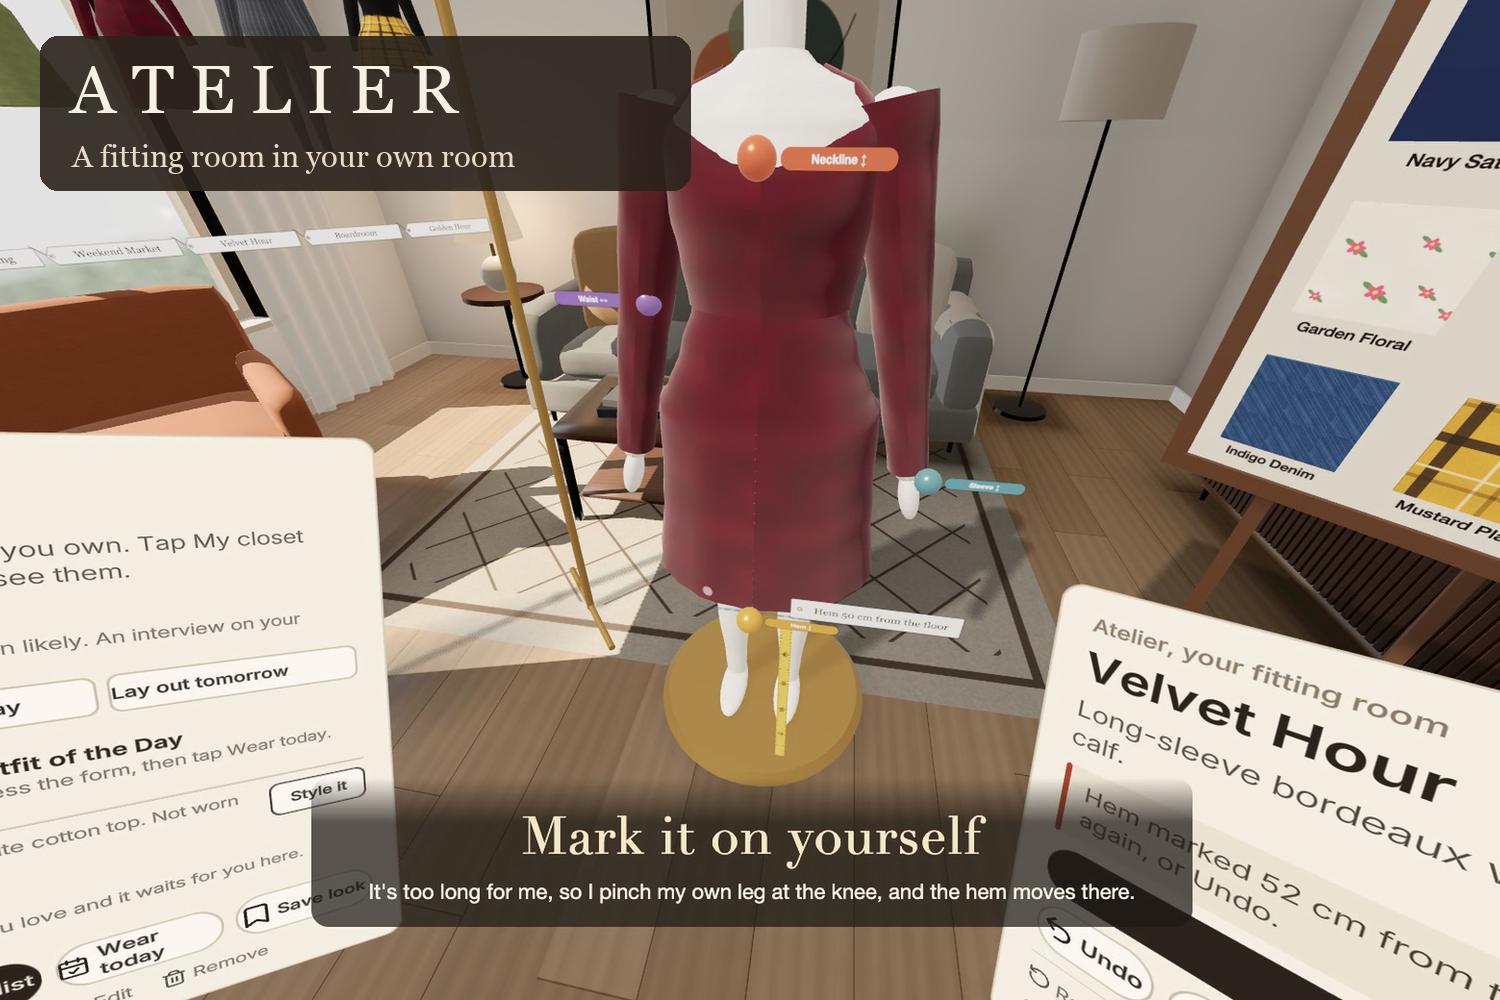 ATELIER
A fitting room in your own room
Weekend Market
Velvet Hour
Boardroom
Golden Hour
Neckline ↕
Waist ↔
Sleeve ↕
Hem ↕
Hem 50 cm from the floor
Navy
Garden Floral
Indigo Denim
Mustard
you own. Tap My closet
see them.
likely. An interview on your
Lay out tomorrow
of the Day
the form, then tap Wear today.
Style it
cotton top. Not worn
you love and it waits for you here.
Save look
Wear
today
Edit
Remove
Atelier, your fitting room
Velvet Hour
Long-sleeve bordeaux
calf.
Hem marked 52 cm from
again, or Undo.
Undo
Mark it on yourself
It's too long for me, so I pinch my own leg at the knee, and the hem moves there.